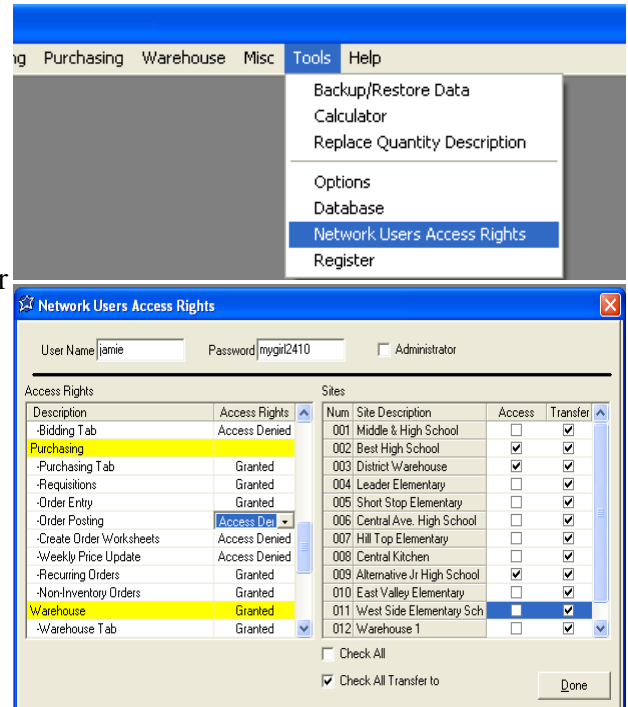 ng Purchasing Warehouse Misc Tools Help
Backup/Restore Data
Calculator
Replace Quantity Description
Options
Database
Network Users Access Rights
Register
r
Network Users Access Rights
User Name jamie Password mygirl2410 Administrator
Access Rights Sites
Description Access Rights Num Site Description Access Transfer
-Bidding Tab Access Denied 001 Middle & High School
Purchasing 002 Best High School
-Purchasing Tab Granted 003 District Warehouse
-Requisitions Granted 004 Leader Elementary
-Order Entry Granted 005 Short Stop Elementary
-Order Posting Access Der 006 Central Ave. High School
-Create Order Worksheets Access Denied 007 Hill Top Elementary
-Weekly Price Update Access Denied 008 Central Kitchen
-Recurring Orders Granted 009 Alternative Jr High School
-Non-Inventory Orders Granted 010 East Valley Elementary
Warehouse Granted 011 West Side Elementary Sch
-Warehouse Tab Granted 012 Warehouse 1
Check All
Check All Transfer to Done